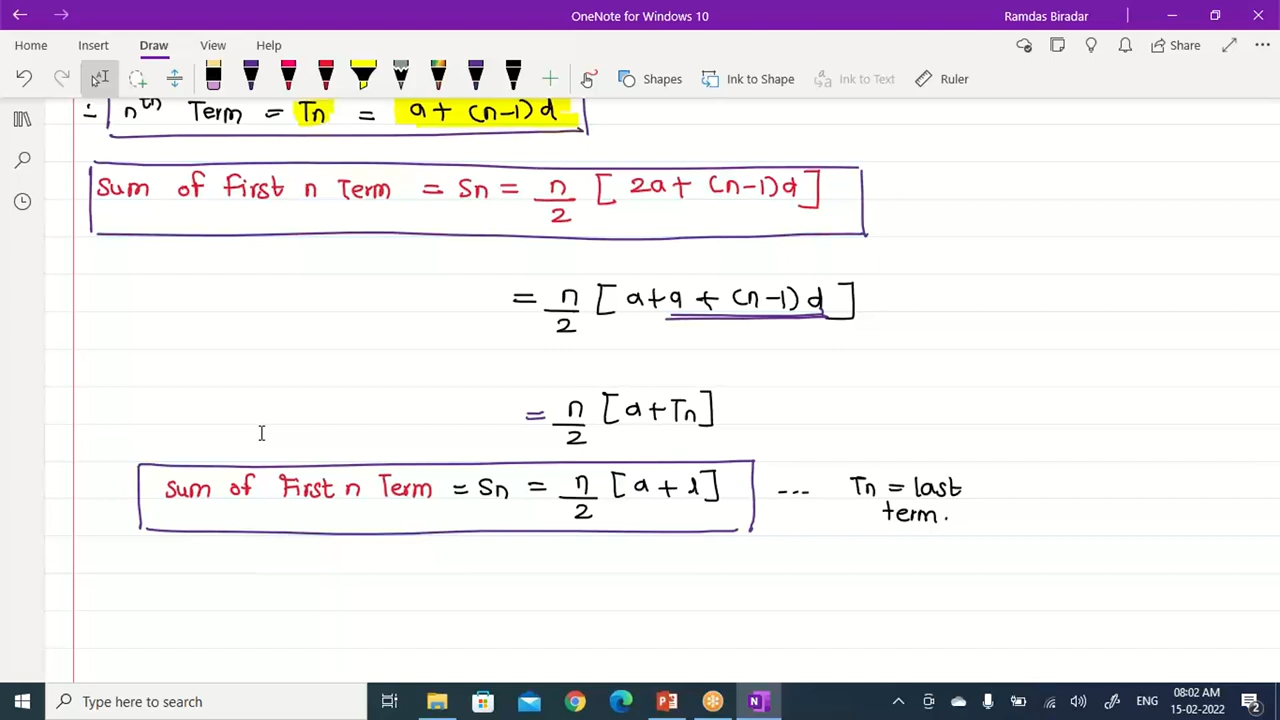 OneNote for Windows 10
Ramdas Biradar
Home Insert Draw View Help
Share
Shapes Ink to Shape Ink to Text Ruler
nth Term = Tn = a + (n-1)d
Sum of First n Term = Sn = n/2 [2a + (n-1)d]
= n/2 [a+a + (n-1)d]
= n/2 [a+Tn]
Sum of First n Term = Sn = n/2 [a + l] --- Tn = last
term.
Type here to search
ENG
08:02 AM
15-02-2022
2